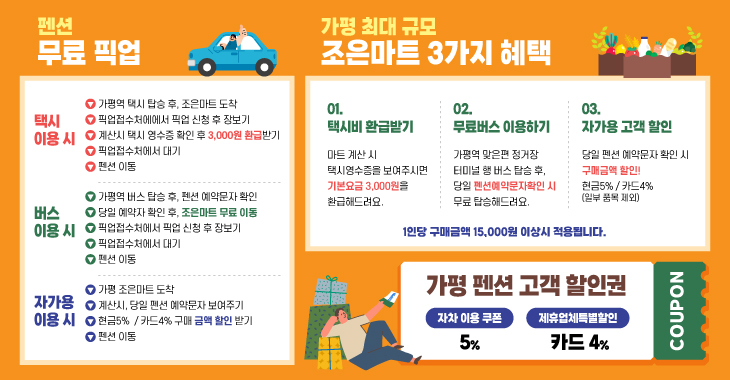 펜션
무료 픽업
택시
이용 시
가평역 택시 탑승 후, 조은마트 도착
픽업접수처에에서 픽업 신청 후 장보기
계산시 택시 영수증 확인 후 3,000원 환급받기
픽업접수처에서 대기
펜션 이동
버스
이용 시
가평역 버스 탑승 후, 펜션 예약문자 확인
당일 예약자 확인 후, 조은마트 무료 이동
픽업접수처에서 픽업 신청 후 장보기
픽업접수처에서 대기
펜션 이동
자가용
이용 시
가평 조은마트 도착
계산시, 당일 펜션 예약문자 보여주기
현금5% / 카드4% 구매 금액 할인 받기
펜션 이동
가평 최대 규모
조은마트 3가지 혜택
01.
택시비 환급받기
마트 계산 시
택시영수증을 보여주시면
기본요금 3,000원을
환급해드려요.
02.
무료버스 이용하기
가평역 맞은편 정거장
터미널 행 버스 탑승 후,
당일 펜션예약문자확인 시
무료 탑승해드려요.
03.
자가용 고객 할인
당일 펜션 예약문자 확인 시
구매금액 할인!
현금5% / 카드4%
(일부 품목 제외)
1인당 구매금액 15,000원 이상시 적용됩니다.
가평 펜션 고객 할인권
자차 이용 쿠폰
5%
제휴업체특별할인
카드 4%
COUPON